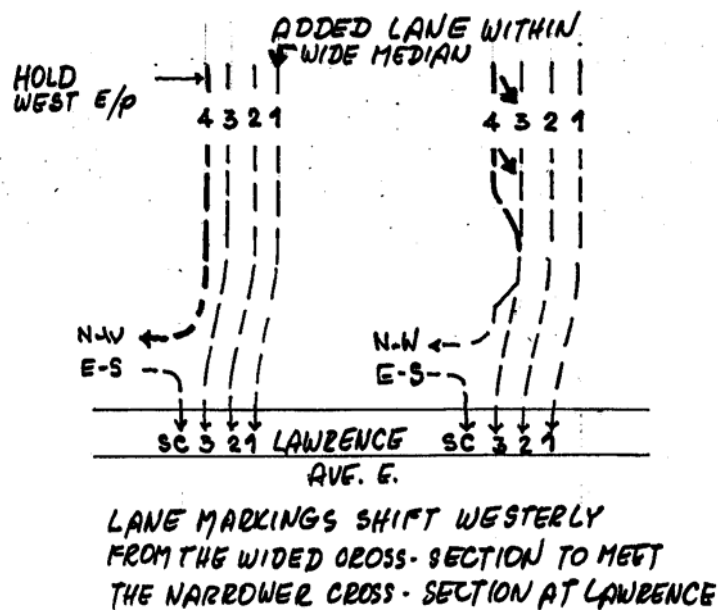 ADDED LANE WITHIN
WIDE MEDIAN
HOLD
WEST E/P
4 3 2 1
4 3 2 1
N-W
E-S
N-W
E-S
SC 3 2 1 LAWRENCE SC 3 2 1
AVE. E.
LANE MARKINGS SHIFT WESTERLY
FROM THE WIDED CROSS-SECTION TO MEET
THE NARROWER CROSS-SECTION AT LAWRENCE